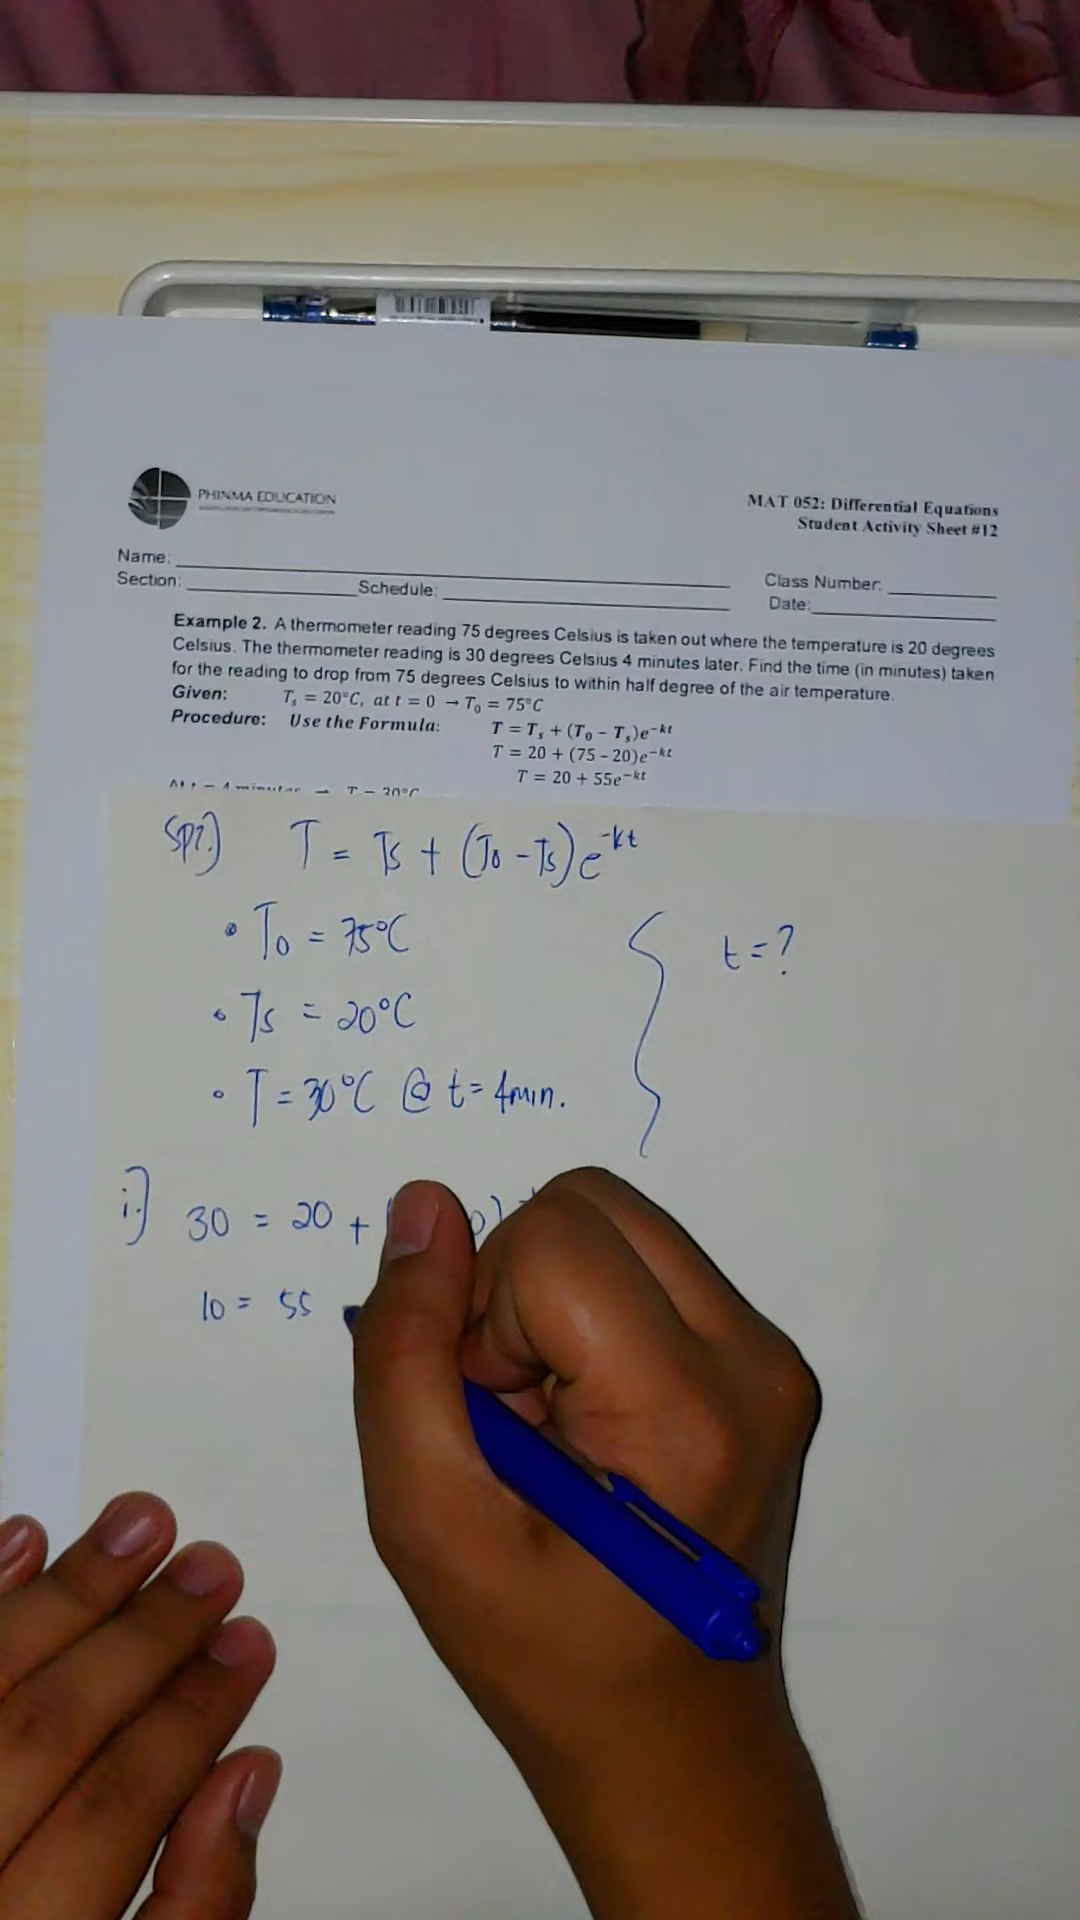 PHINMA EDUCATION
MAT 052: Differential Equations
Student Activity Sheet #12
Name:
Section: Schedule: Class Number:
Date:
Example 2. A thermometer reading 75 degrees Celsius is taken out where the temperature is 20 degrees
Celsius. The thermometer reading is 30 degrees Celsius 4 minutes later. Find the time (in minutes) taken
for the reading to drop from 75 degrees Celsius to within half degree of the air temperature.
Given: Tₛ = 20°C, at t = 0 → T₀ = 75°C
Procedure: Use the Formula: T = Tₛ + (T₀ − Tₛ)e^−kt
T = 20 + (75 − 20)e^−kt
T = 20 + 55e^−kt
T = Ts + (To − Ts)e^−kt
• To = 75°C
• Ts = 20°C
• T = 30°C @ t = 4min.
t = ?
i.) 30 = 20 +
10 = 55